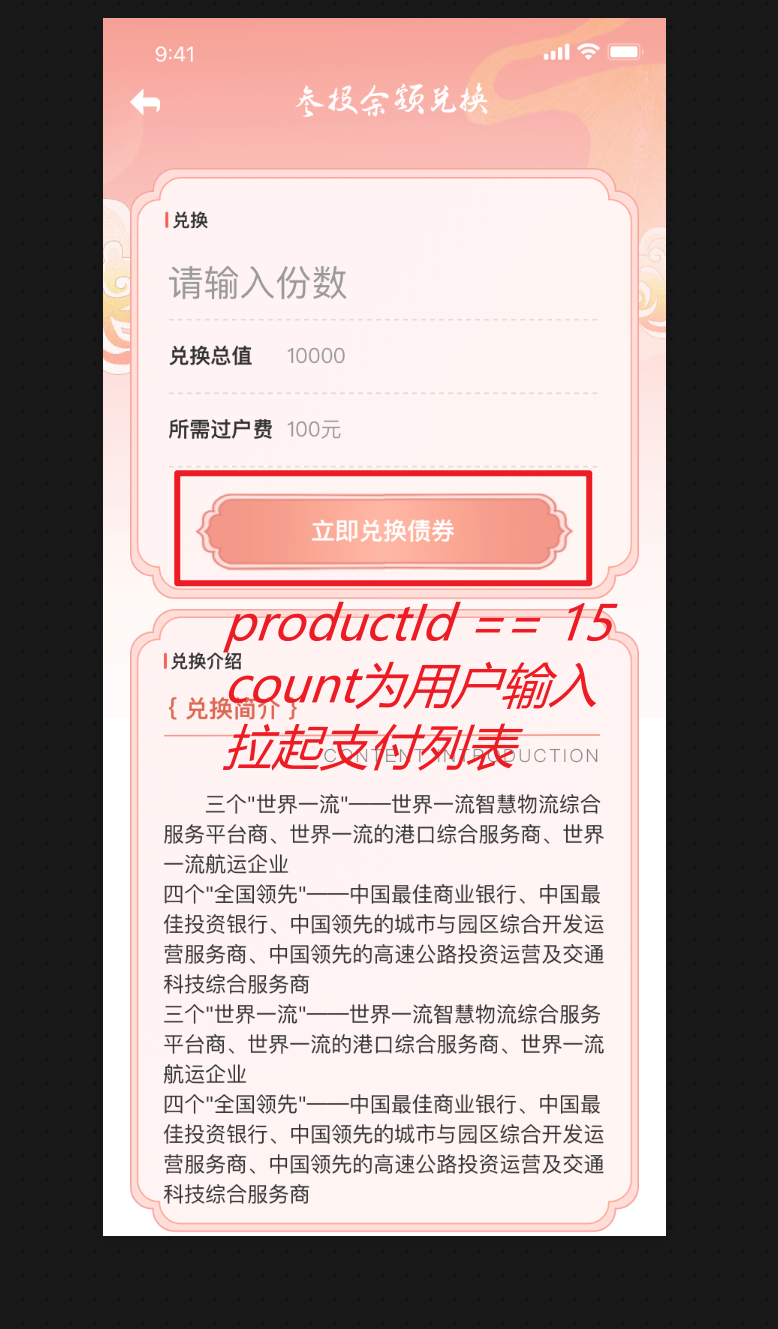 9:41
参投余额兑换
兑换
请输入份数
兑换总值 10000
所需过户费 100元
立即兑换债券
productId == 15
兑换介绍
count为用户输入
{ 兑换简介 }
拉起支付列表
CONTENT INTRODUCTION
三个"世界一流"——世界一流智慧物流综合
服务平台商、世界一流的港口综合服务商、世界
一流航运企业
四个"全国领先"——中国最佳商业银行、中国最
佳投资银行、中国领先的城市与园区综合开发运
营服务商、中国领先的高速公路投资运营及交通
科技综合服务商
三个"世界一流"——世界一流智慧物流综合服务
平台商、世界一流的港口综合服务商、世界一流
航运企业
四个"全国领先"——中国最佳商业银行、中国最
佳投资银行、中国领先的城市与园区综合开发运
营服务商、中国领先的高速公路投资运营及交通
科技综合服务商